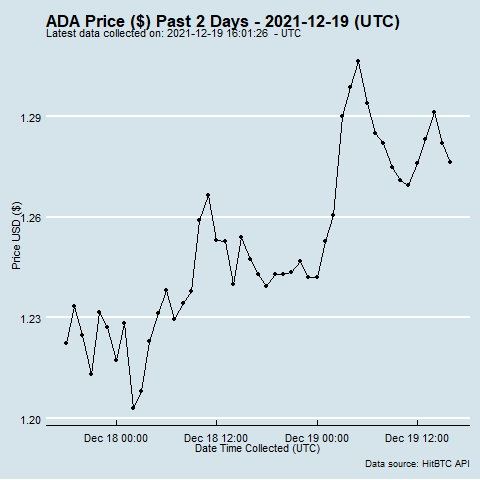 ADA Price ($) Past 2 Days - 2021-12-19 (UTC)
Latest data collected on: 2021-12-19 16:01:26 - UTC
1.29
1.26
1.23
1.20
Price USD ($)
Dec 18 00:00 Dec 18 12:00 Dec 19 00:00 Dec 19 12:00
Date Time Collected (UTC)
Data source: HitBTC API